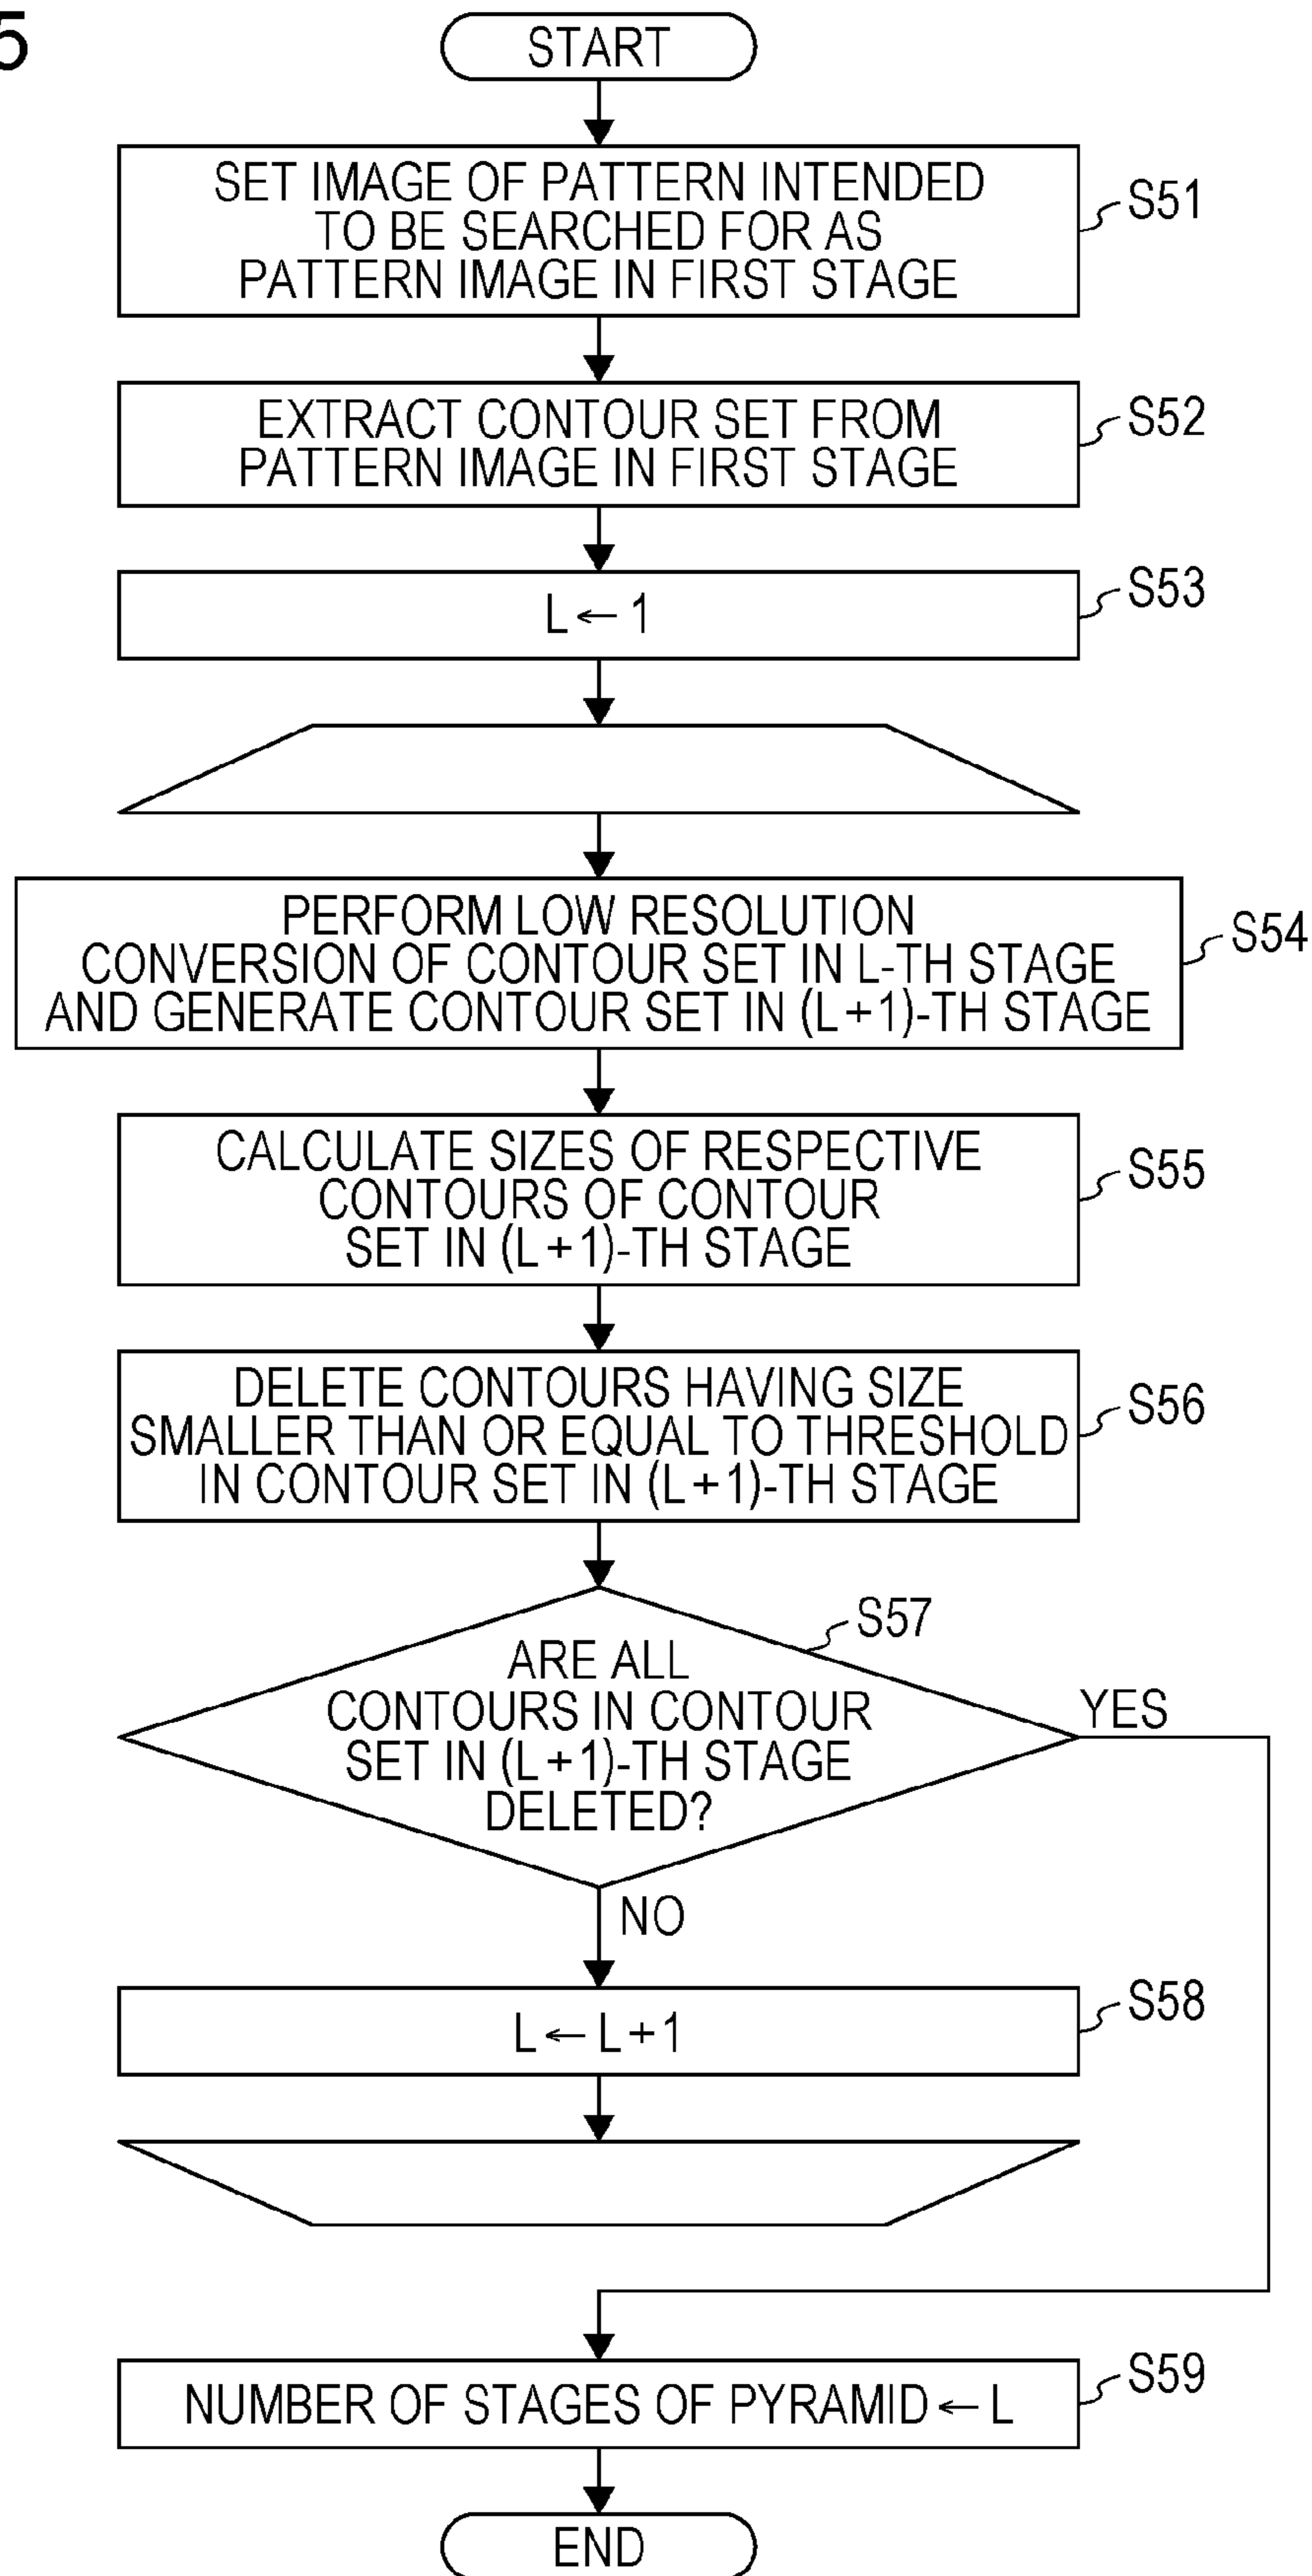 5
START
SET IMAGE OF PATTERN INTENDED
TO BE SEARCHED FOR AS
PATTERN IMAGE IN FIRST STAGE
S51
EXTRACT CONTOUR SET FROM
PATTERN IMAGE IN FIRST STAGE
S52
L ← 1
S53
PERFORM LOW RESOLUTION
CONVERSION OF CONTOUR SET IN L-TH STAGE
AND GENERATE CONTOUR SET IN (L+1)-TH STAGE
S54
CALCULATE SIZES OF RESPECTIVE
CONTOURS OF CONTOUR
SET IN (L+1)-TH STAGE
S55
DELETE CONTOURS HAVING SIZE
SMALLER THAN OR EQUAL TO THRESHOLD
IN CONTOUR SET IN (L+1)-TH STAGE
S56
S57
ARE ALL
CONTOURS IN CONTOUR
SET IN (L+1)-TH STAGE
DELETED?
YES
NO
L ← L+1
S58
NUMBER OF STAGES OF PYRAMID ← L
S59
END